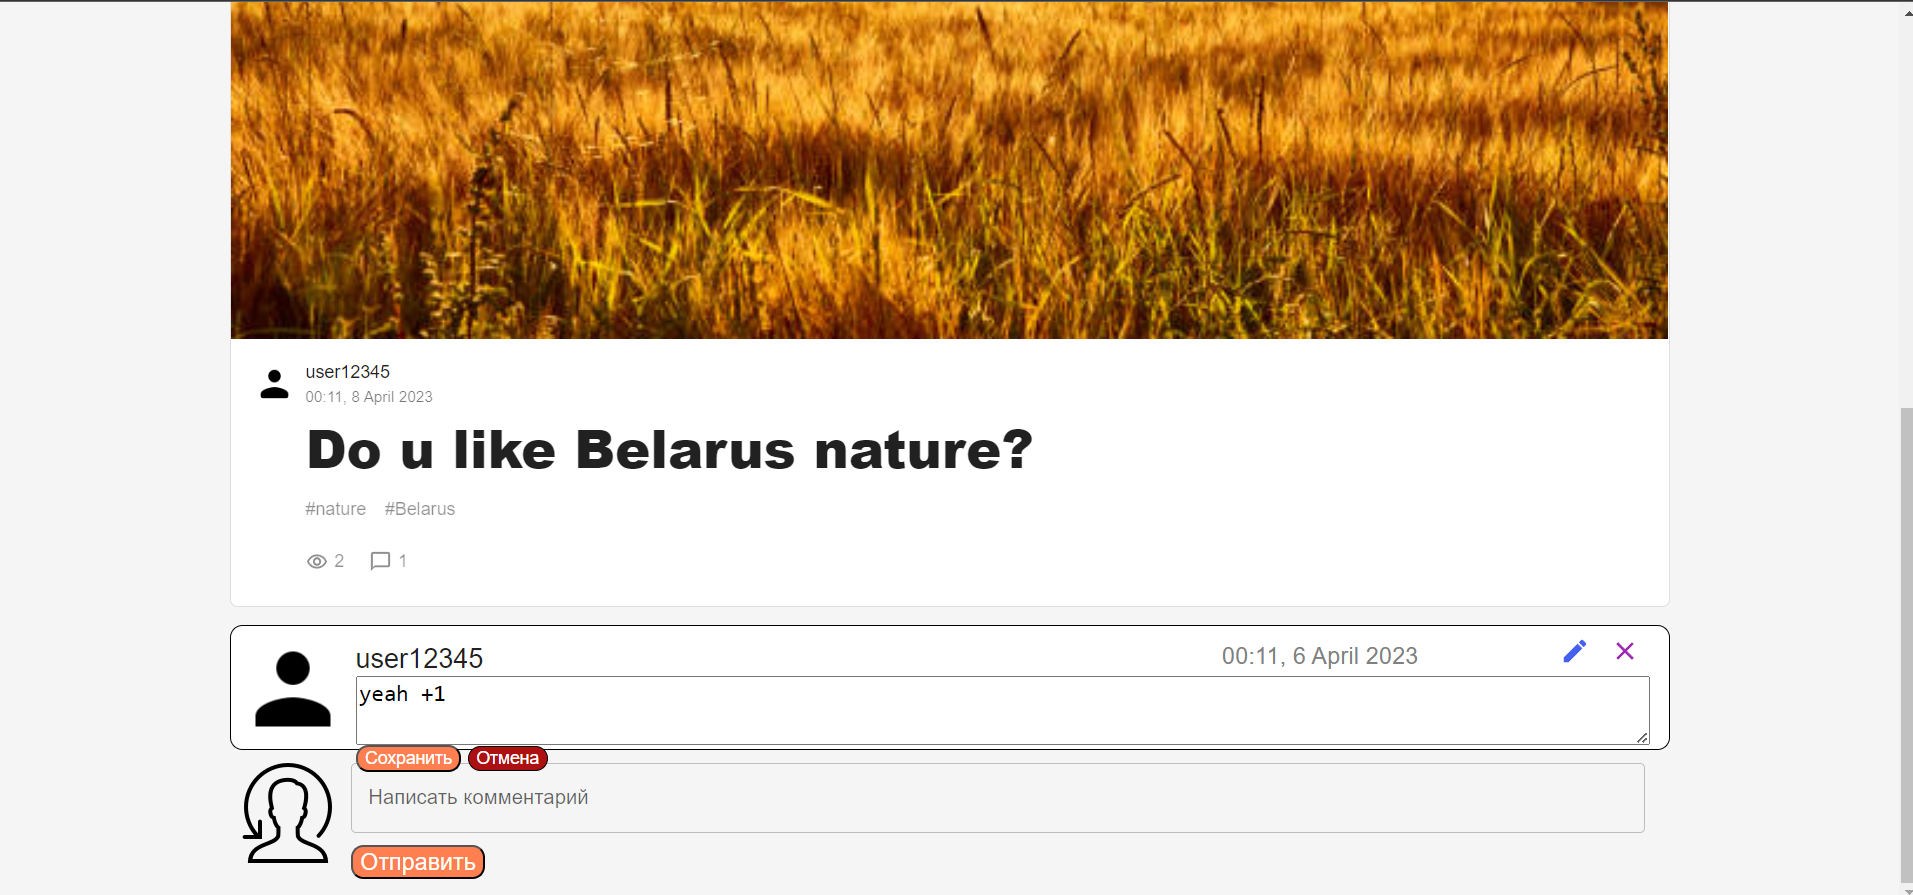 user12345
00:11, 8 April 2023
Do u like Belarus nature?
#nature #Belarus
2 1
user12345 00:11, 6 April 2023
yeah +1
Сохранить Отмена
Написать комментарий
Отправить